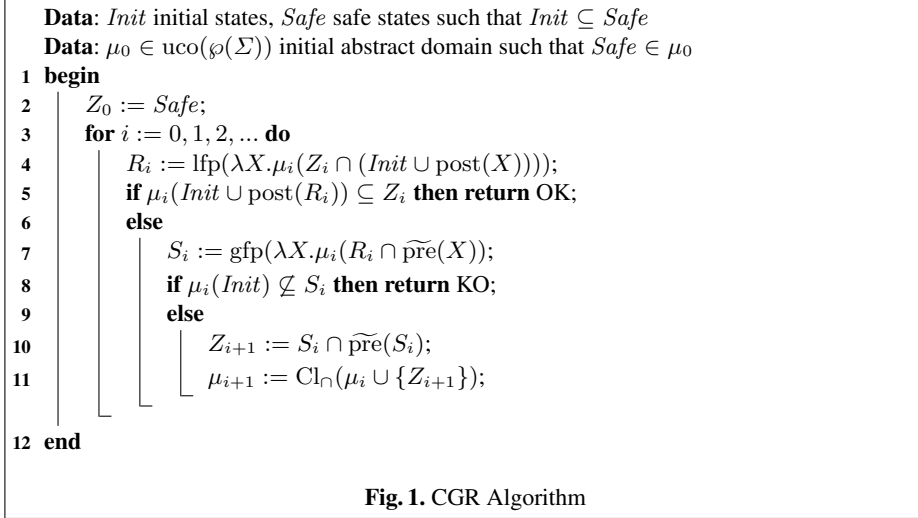 Data: Init initial states, Safe safe states such that Init ⊆ Safe
Data: μ₀ ∈ uco(℘(Σ)) initial abstract domain such that Safe ∈ μ₀
1 begin
2 Z₀ := Safe;
3 for i := 0, 1, 2, ... do
4 Rᵢ := lfp(λX.μᵢ(Zᵢ ∩ (Init ∪ post(X))));
5 if μᵢ(Init ∪ post(Rᵢ)) ⊆ Zᵢ then return OK;
6 else
7 Sᵢ := gfp(λX.μᵢ(Rᵢ ∩ p͂re(X));
8 if μᵢ(Init) ⊈ Sᵢ then return KO;
9 else
10 Zᵢ₊₁ := Sᵢ ∩ p͂re(Sᵢ);
11 μᵢ₊₁ := Cl∩(μᵢ ∪ {Zᵢ₊₁});
12 end
Fig. 1. CGR Algorithm